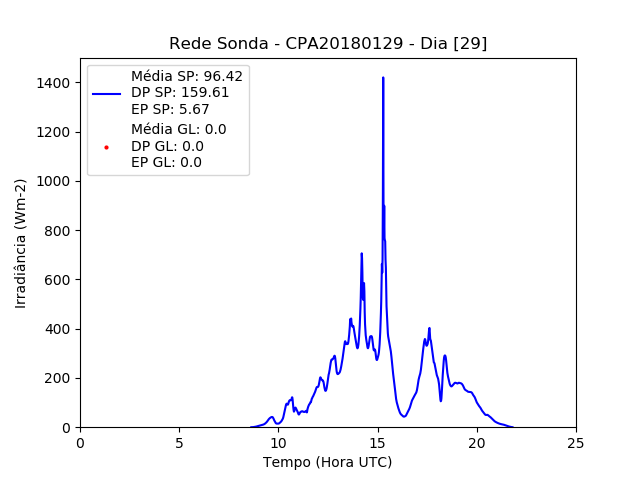 Rede Sonda - CPA20180129 - Dia [29]
Média SP: 96.42
DP SP: 159.61
EP SP: 5.67
Média GL: 0.0
DP GL: 0.0
EP GL: 0.0
Irradiância (Wm-2)
1400
1200
1000
800
600
400
200
0
0 5 10 15 20 25
Tempo (Hora UTC)